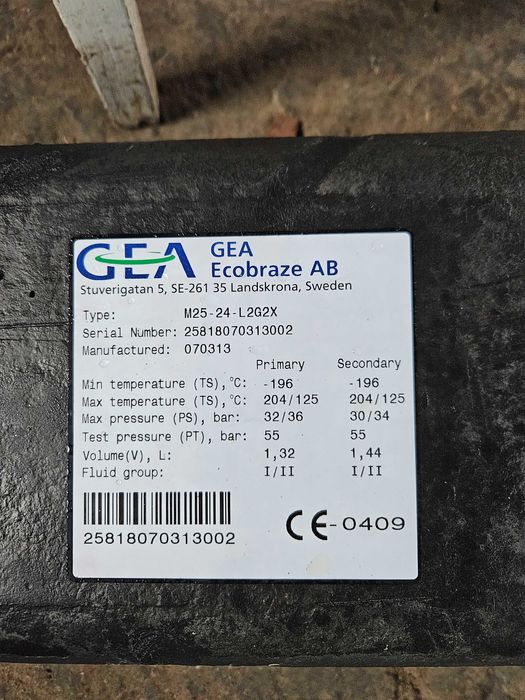 GEA
GEA
Ecobraze AB
Stuverigatan 5, SE-261 35 Landskrona, Sweden
Type: M25-24-L2G2X
Serial Number: 25818070313002
Manufactured: 070313
Primary Secondary
Min temperature (TS),°C: -196 -196
Max temperature (TS),°C: 204/125 204/125
Max pressure (PS), bar: 32/36 30/34
Test pressure (PT), bar: 55 55
Volume(V), L: 1,32 1,44
Fluid group: I/II I/II
25818070313002
CE-0409